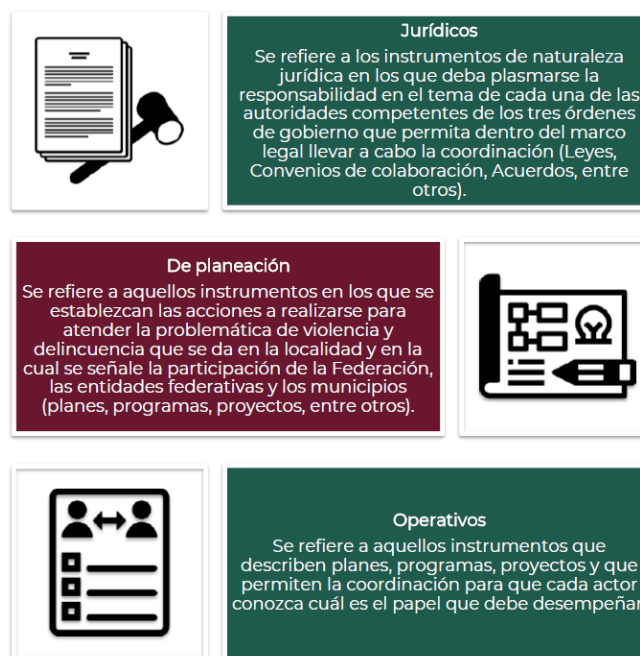 Jurídicos
Se refiere a los instrumentos de naturaleza
jurídica en los que deba plasmarse la
responsabilidad en el tema de cada una de las
autoridades competentes de los tres órdenes
de gobierno que permita dentro del marco
legal llevar a cabo la coordinación (Leyes,
Convenios de colaboración, Acuerdos, entre
otros).
De planeación
Se refiere a aquellos instrumentos en los que se
establezcan las acciones a realizarse para
atender la problemática de violencia y
delincuencia que se da en la localidad y en la
cual se señale la participación de la Federación,
las entidades federativas y los municipios
(planes, programas, proyectos, entre otros).
Operativos
Se refiere a aquellos instrumentos que
describen planes, programas, proyectos y que
permiten la coordinación para que cada actor
conozca cuál es el papel que debe desempeñar